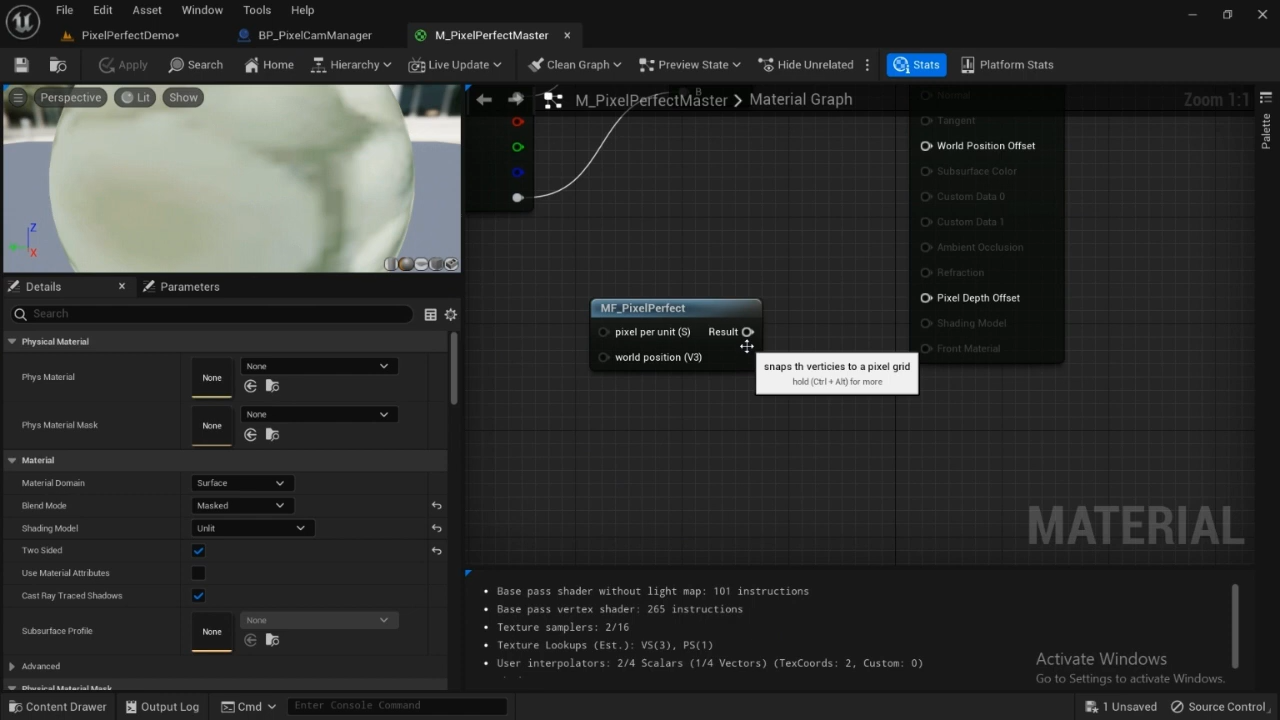 File Edit Asset Window Tools Help
PixelPerfectDemo• BP_PixelCamManager M_PixelPerfectMaster
Apply Search Home Hierarchy Live Update Clean Graph Preview State Hide Unrelated Stats Platform Stats
Perspective Lit Show
M_PixelPerfectMaster > Material Graph
Zoom 1:1
Palette
B
Normal
Tangent
World Position Offset
Subsurface Color
Custom Data 0
Custom Data 1
Ambient Occlusion
Refraction
Pixel Depth Offset
Shading Model
Front Material
Z
X
MF_PixelPerfect
pixel per unit (S) Result
world position (V3)
snaps th verticies to a pixel grid
hold (Ctrl + Alt) for more
Details Parameters
Search
Physical Material
Phys Material None None
Phys Material Mask None None
Material
Material Domain Surface
Blend Mode Masked
Shading Model Unlit
Two Sided
Use Material Attributes
Cast Ray Traced Shadows
Subsurface Profile None None
Advanced
Physical Material Mask
MATERIAL
• Base pass shader without light map: 101 instructions
• Base pass vertex shader: 265 instructions
• Texture samplers: 2/16
• Texture Lookups (Est.): VS(3), PS(1)
• User interpolators: 2/4 Scalars (1/4 Vectors) (TexCoords: 2, Custom: 0)
Activate Windows
Go to Settings to activate Windows.
Content Drawer Output Log Cmd Enter Console Command 1 Unsaved Source Control